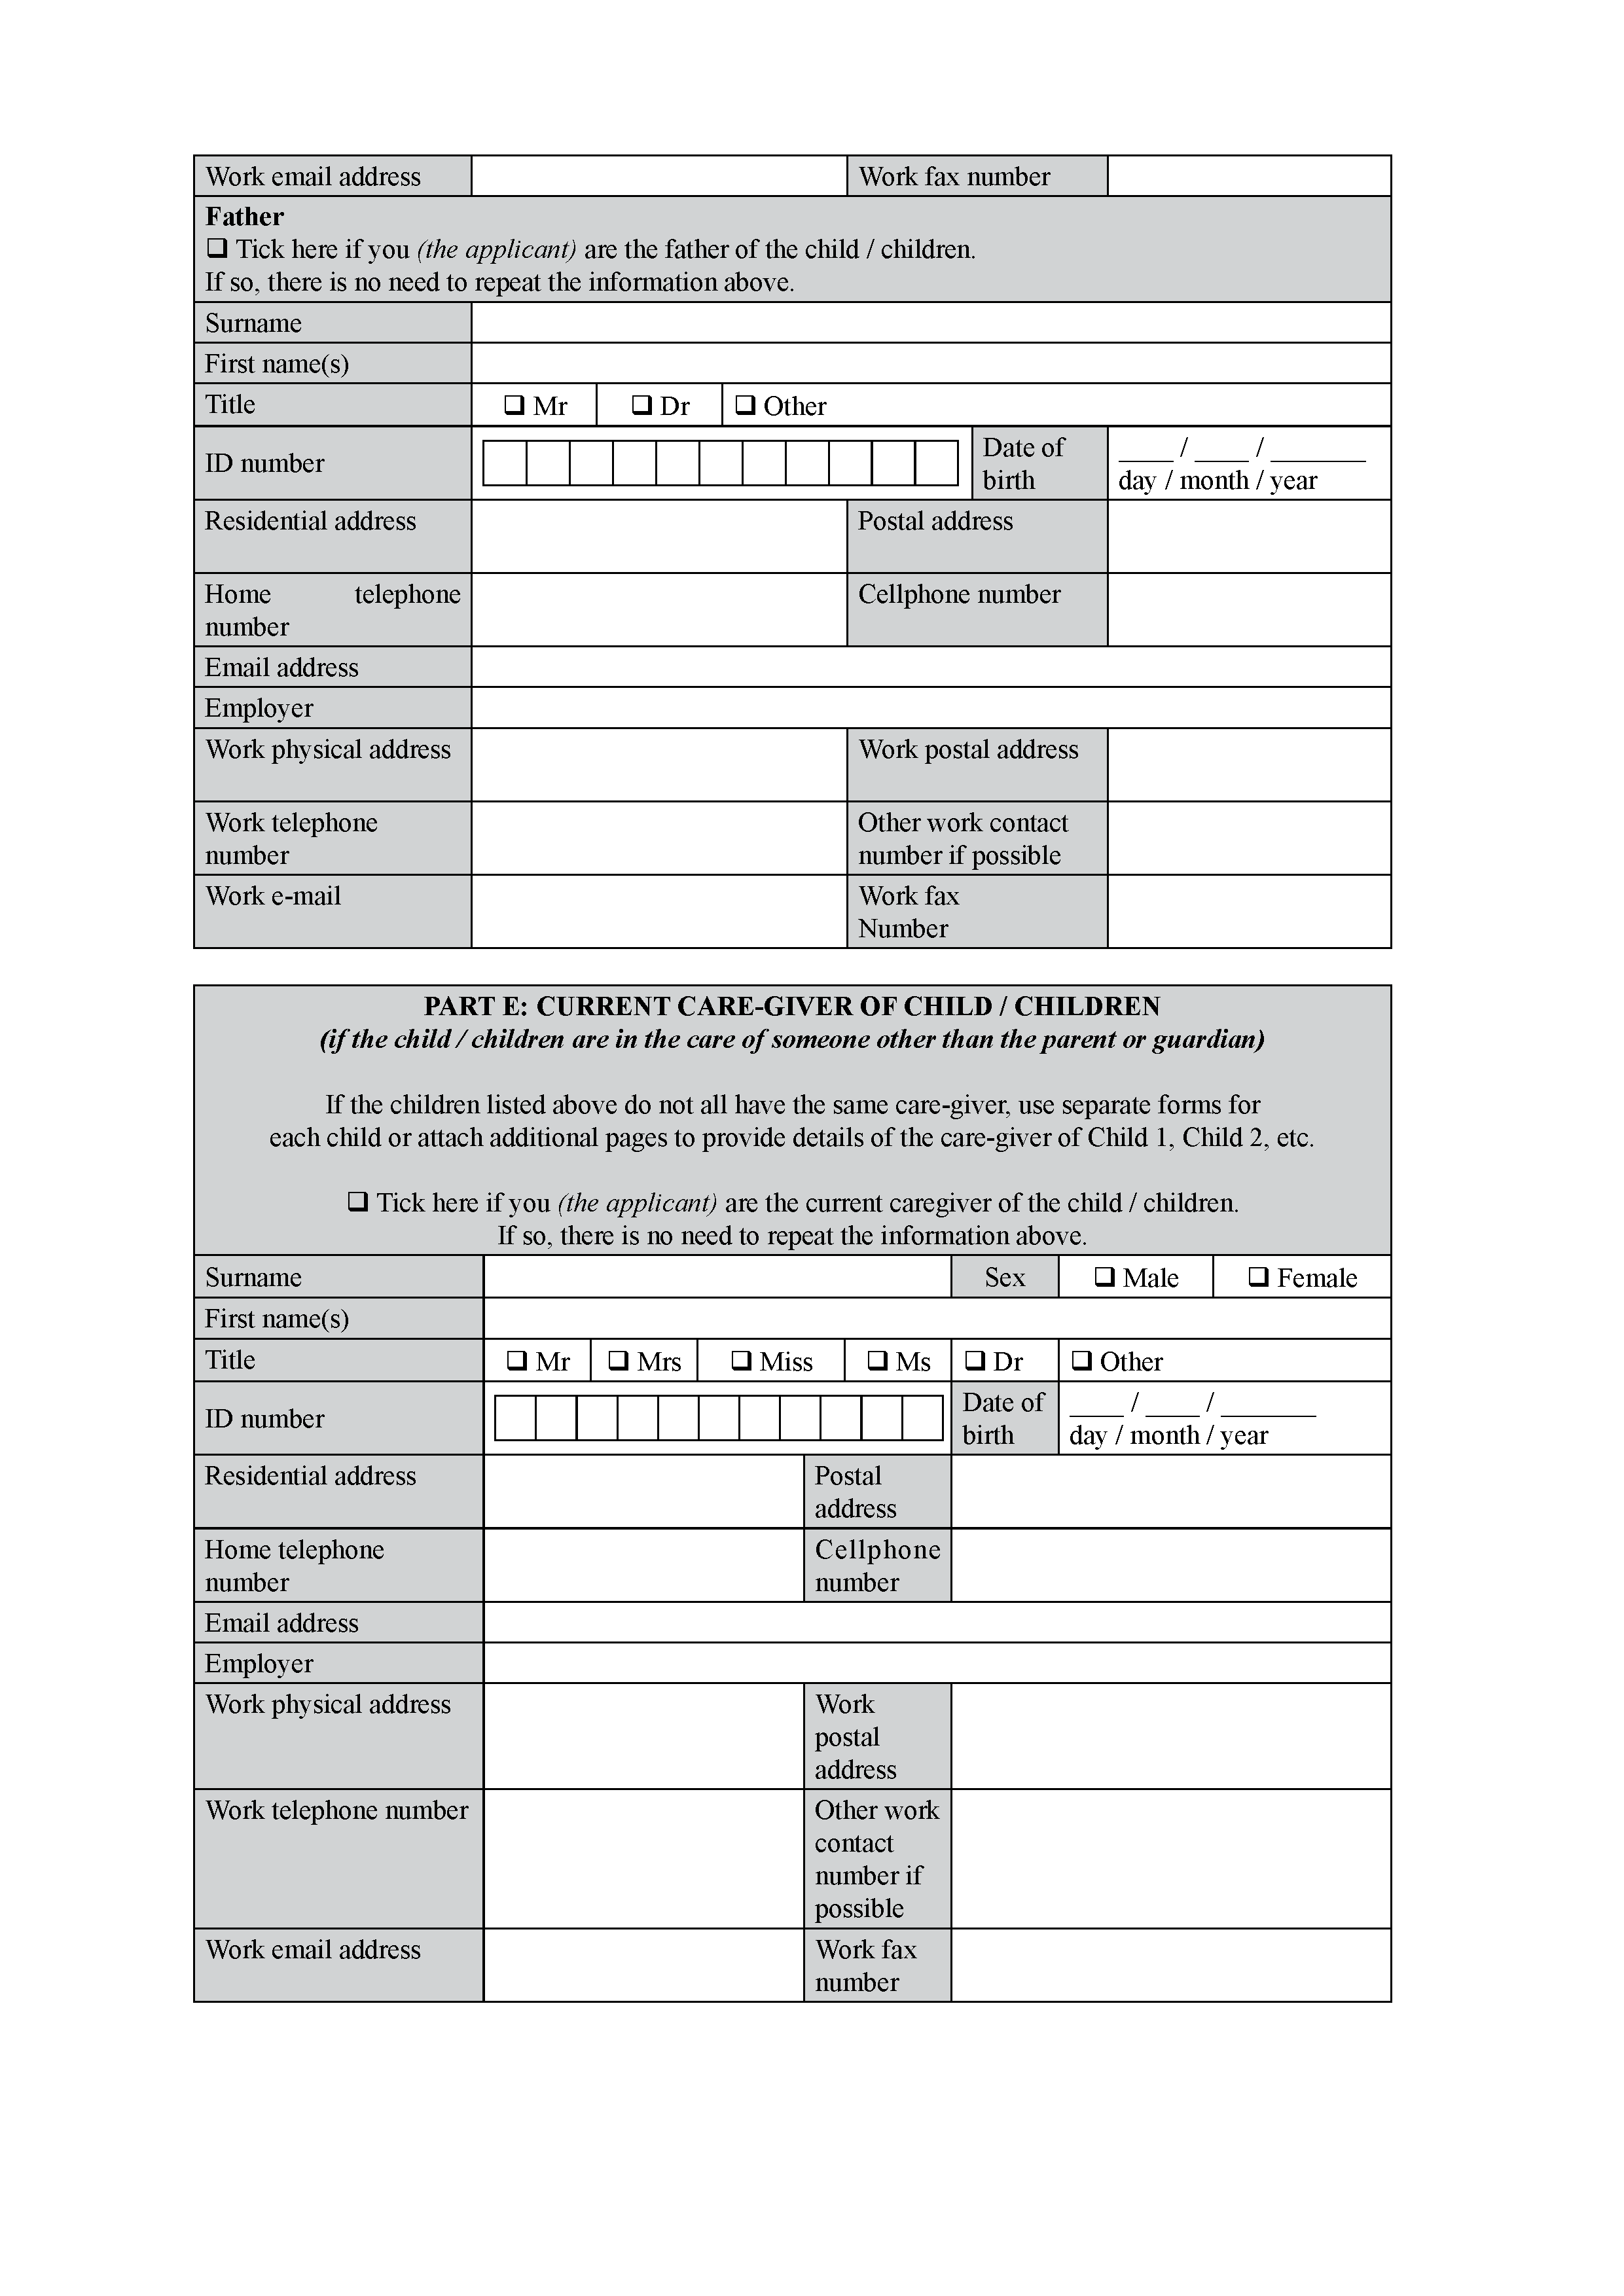 Work email address Work fax number
Father
❑ Tick here if you (the applicant) are the father of the child / children.
If so, there is no need to repeat the information above.
Surname
First name(s)
Title ❑ Mr ❑ Dr ❑ Other
ID number Date of birth ____ / ____ / _______
day / month / year
Residential address Postal address
Home telephone number Cellphone number
Email address
Employer
Work physical address Work postal address
Work telephone number Other work contact number if possible
Work e-mail Work fax Number
PART E: CURRENT CARE-GIVER OF CHILD / CHILDREN
(if the child / children are in the care of someone other than the parent or guardian)
If the children listed above do not all have the same care-giver, use separate forms for
each child or attach additional pages to provide details of the care-giver of Child 1, Child 2, etc.
❑ Tick here if you (the applicant) are the current caregiver of the child / children.
If so, there is no need to repeat the information above.
Surname Sex ❑ Male ❑ Female
First name(s)
Title ❑ Mr ❑ Mrs ❑ Miss ❑ Ms ❑ Dr ❑ Other
ID number Date of birth ____ / ____ / _______
day / month / year
Residential address Postal address
Home telephone number Cellphone number
Email address
Employer
Work physical address Work postal address
Work telephone number Other work contact number if possible
Work email address Work fax number